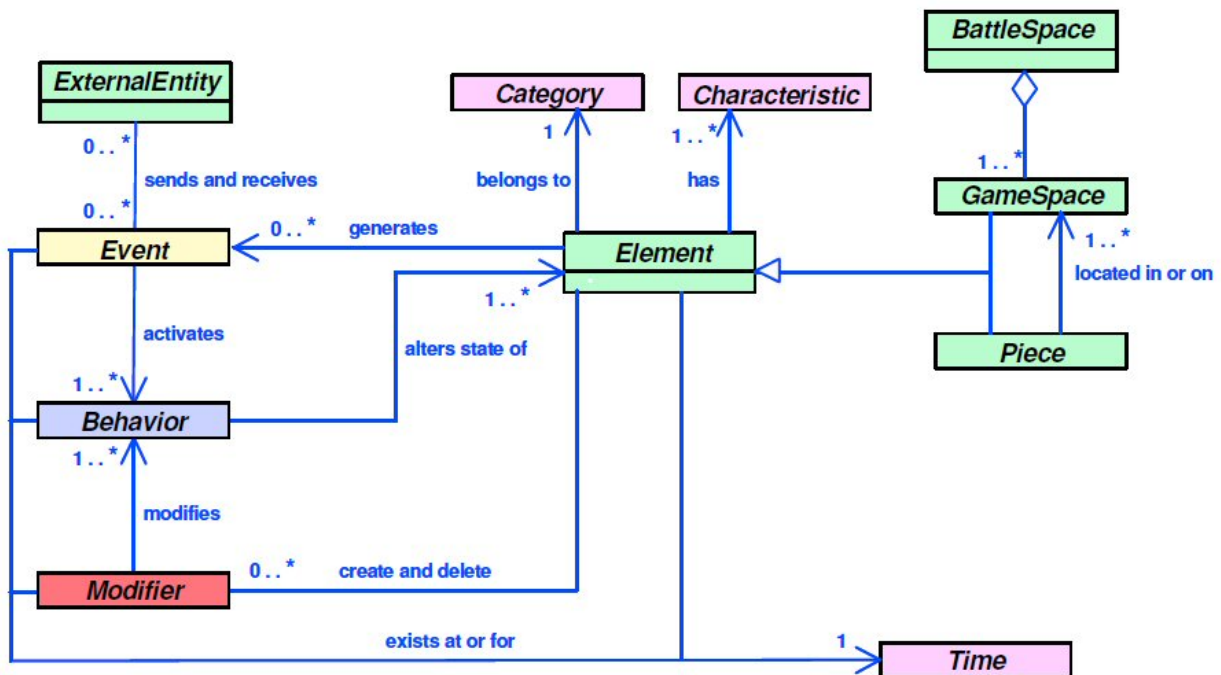 BattleSpace
ExternalEntity
Category
Characteristic
0..*
1
1..*
1..*
sends and receives
belongs to
has
GameSpace
0..*
0..*
generates
Event
Element
1..*
located in or on
1..*
activates
alters state of
Piece
1..*
Behavior
1..*
modifies
0..*
create and delete
Modifier
exists at or for
1
Time